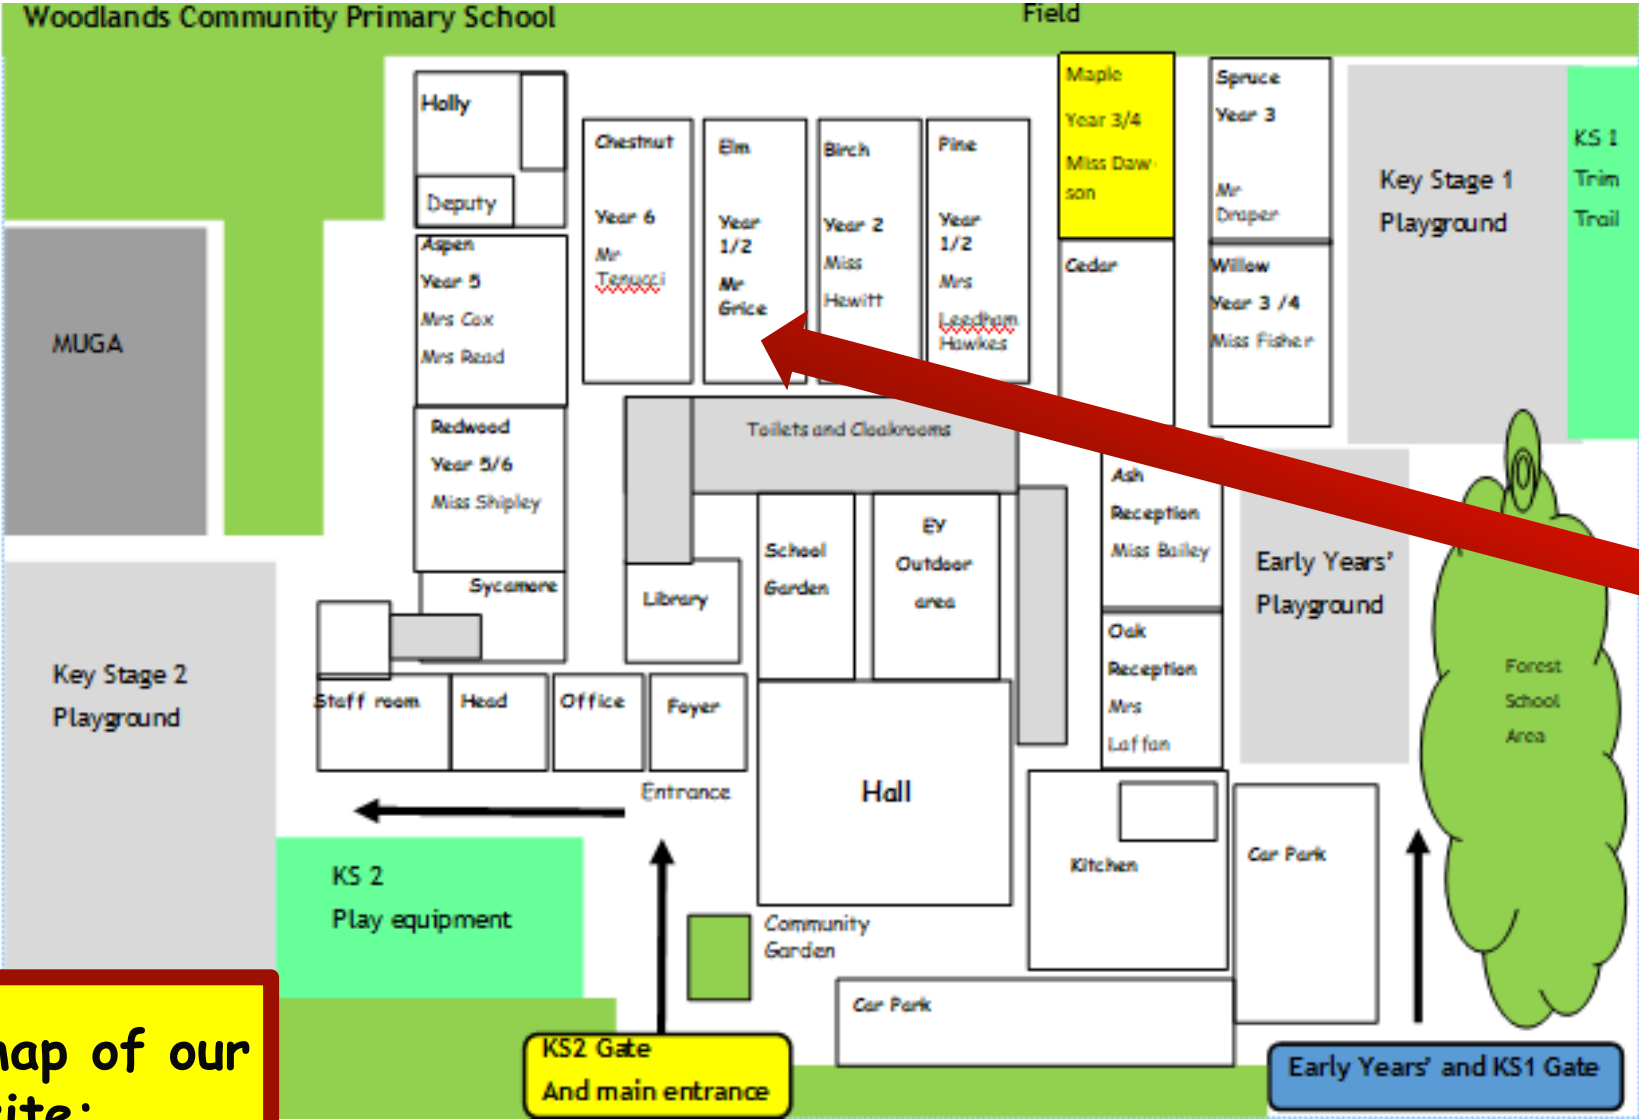 Woodlands Community Primary School
Field
Holly
Deputy
Aspen
Year 5
Mrs Cox
Mrs Read
Redwood
Year 5/6
Miss Shipley
Sycamore
Chestnut
Year 6
Mr
Tenucci
Elm
Year
1/2
Mr
Grice
Birch
Year 2
Miss
Hewitt
Pine
Year
1/2
Mrs
Leedham
Hawkes
Maple
Year 3/4
Miss Daw-
son
Cedar
Spruce
Year 3
Mr
Draper
Willow
Year 3 /4
Miss Fisher
Key Stage 1
Playground
KS 1
Trim
Trail
MUGA
Toilets and Cloakrooms
Ash
Reception
Miss Bailey
Oak
Reception
Mrs
Laffan
School
Garden
EY
Outdoor
area
Library
Early Years’
Playground
Forest
School
Area
Key Stage 2
Playground
Staff room
Head
Office
Foyer
Entrance
Hall
Kitchen
Car Park
KS 2
Play equipment
Community
Garden
Car Park
KS2 Gate
And main entrance
Early Years’ and KS1 Gate
of our